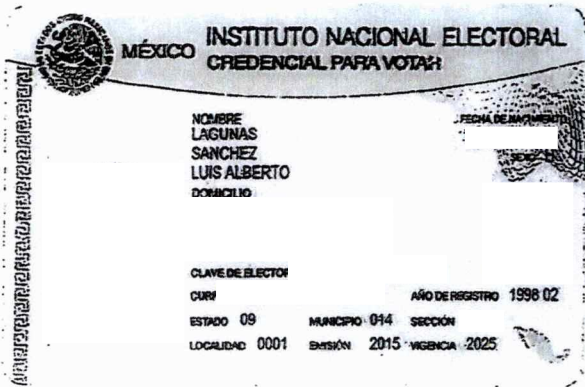 MÉXICO INSTITUTO NACIONAL ELECTORAL
CREDENCIAL PARA VOTAR
NOMBRE
LAGUNAS
SANCHEZ
LUIS ALBERTO
FECHA DE NACIMIENTO
SEXO
DOMICILIO
CLAVE DE ELECTOR
CURP
AÑO DE REGISTRO 1998 02
ESTADO 09 MUNICIPIO 014 SECCIÓN
LOCALIDAD 0001 EMISIÓN 2015 VIGENCIA 2025